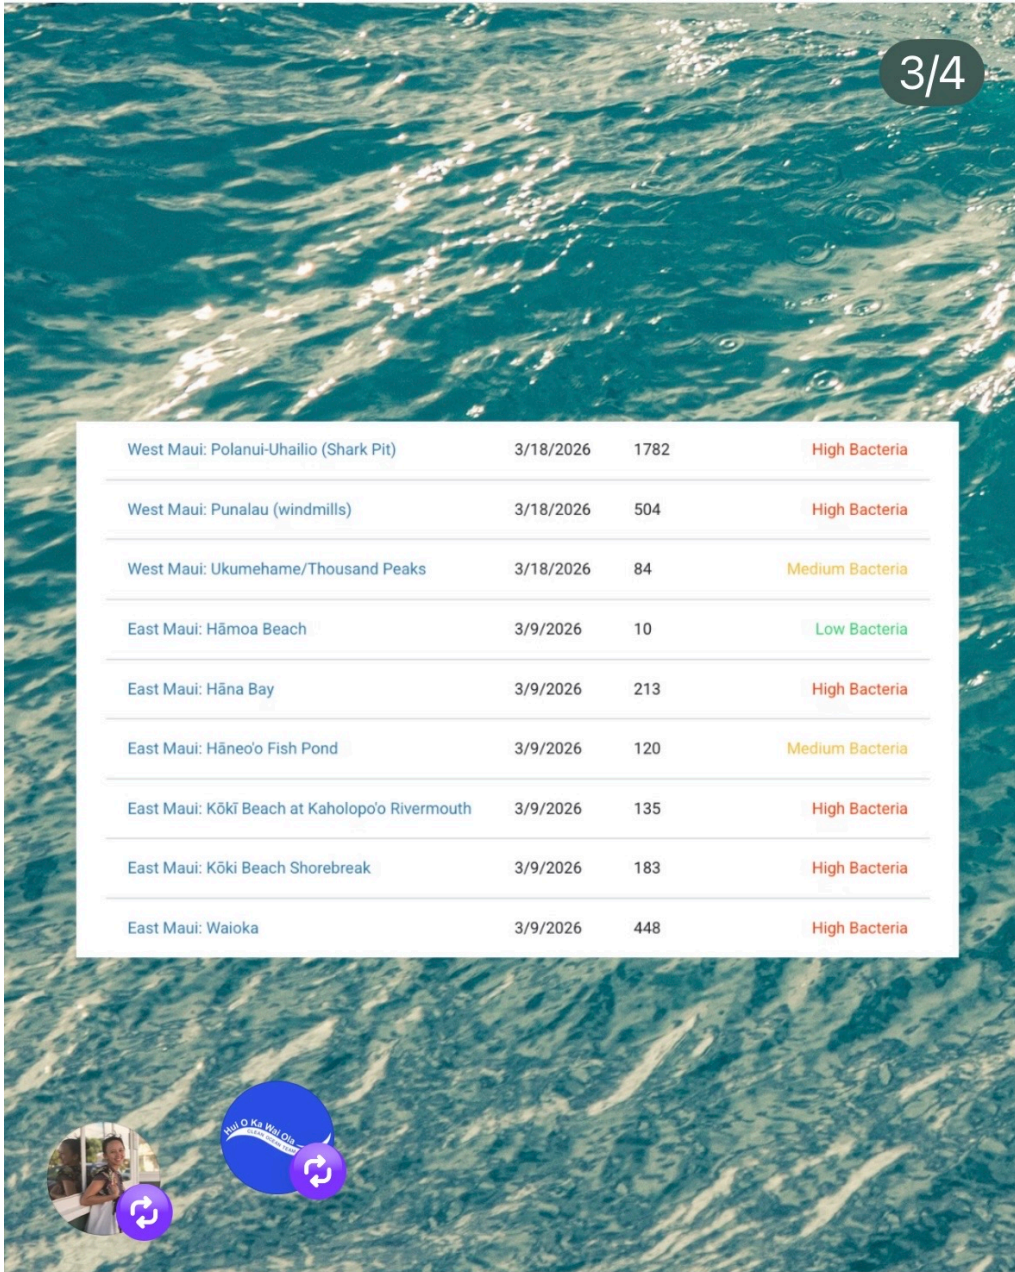 3/4
West Maui: Polanui-Uhailio (Shark Pit) 3/18/2026 1782 High Bacteria
West Maui: Punalau (windmills) 3/18/2026 504 High Bacteria
West Maui: Ukumehame/Thousand Peaks 3/18/2026 84 Medium Bacteria
East Maui: Hāmoa Beach 3/9/2026 10 Low Bacteria
East Maui: Hāna Bay 3/9/2026 213 High Bacteria
East Maui: Hāneo'o Fish Pond 3/9/2026 120 Medium Bacteria
East Maui: Kōkī Beach at Kaholopo'o Rivermouth 3/9/2026 135 High Bacteria
East Maui: Kōki Beach Shorebreak 3/9/2026 183 High Bacteria
East Maui: Waioka 3/9/2026 448 High Bacteria
Hui O Ka Wai Ola
CLEAN OCEAN TEAM